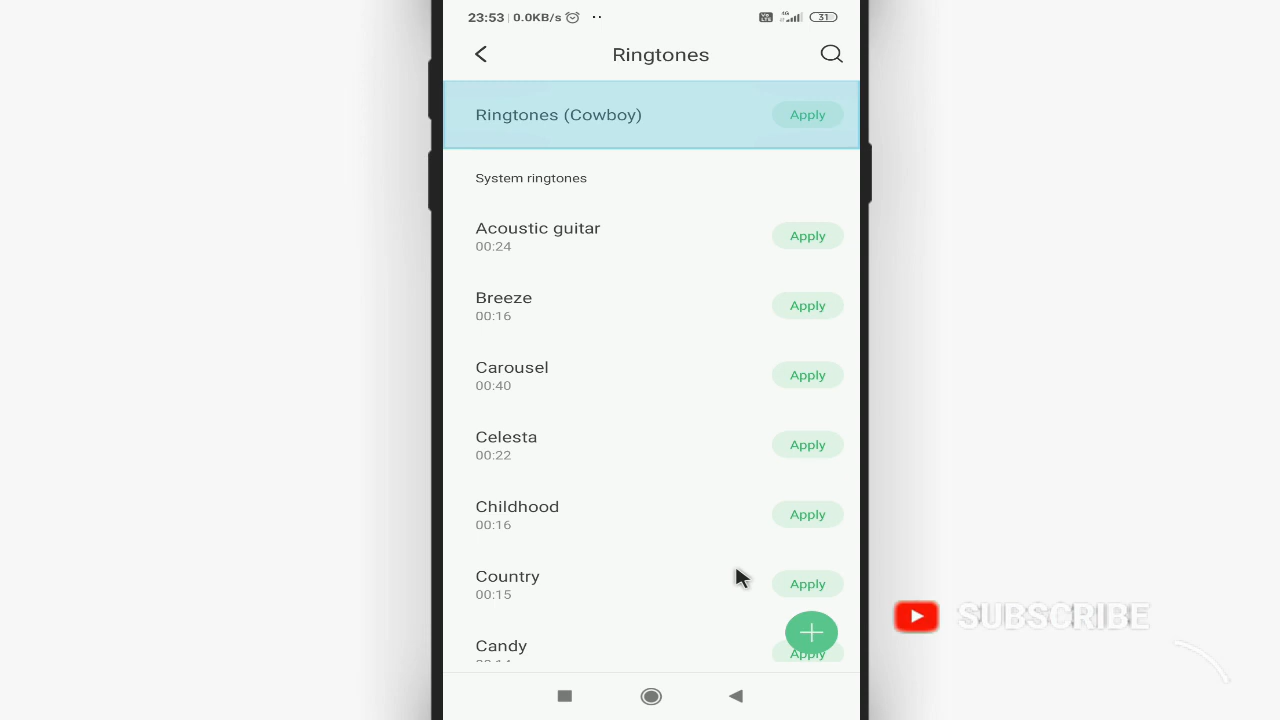 23:53 0.0KB/s 4G 31
Ringtones
Ringtones (Cowboy) Apply
System ringtones
Acoustic guitar
00:24
Apply
Breeze
00:16
Apply
Carousel
00:40
Apply
Celesta
00:22
Apply
Childhood
00:16
Apply
Country
00:15
Apply
Candy
Apply
SUBSCRIBE